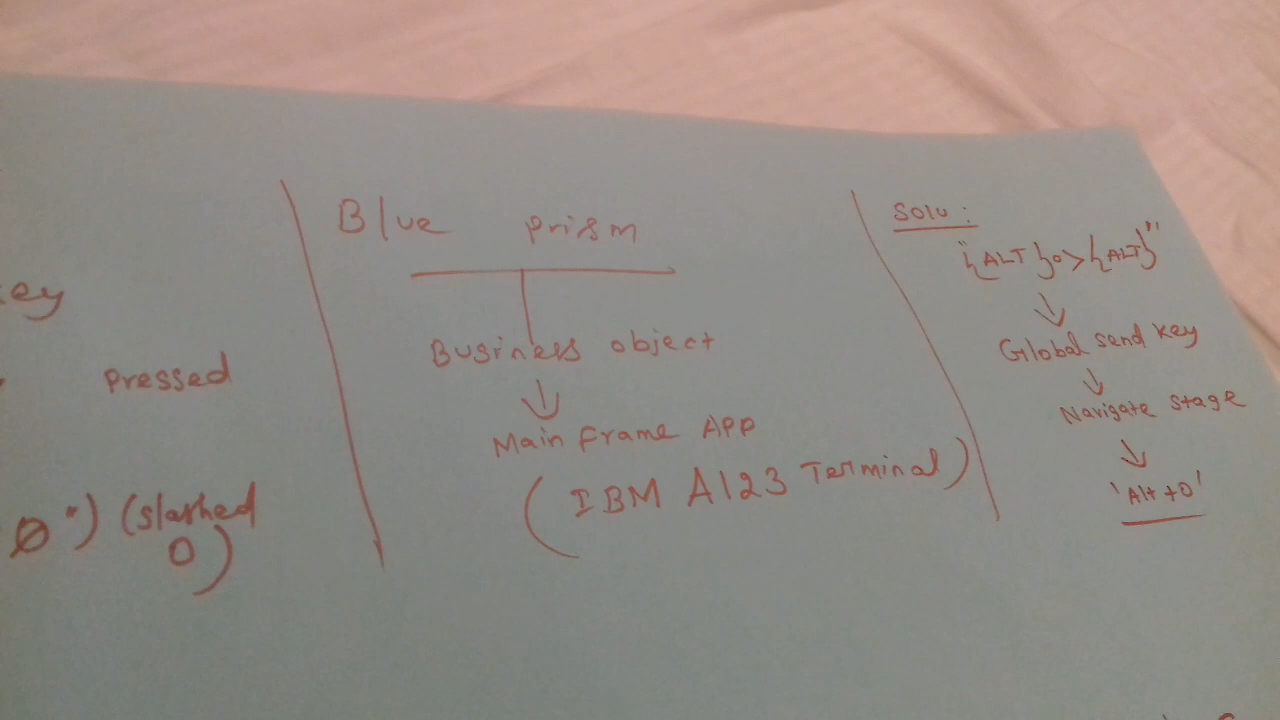 ey
pressed
Ø") (slashed
0)
Blue prism
Business object
Main frame APP
(IBM A123 Terminal)
Solu:
"{ALT}0>{ALT}"
Global send key
Navigate stage
'Alt+0'